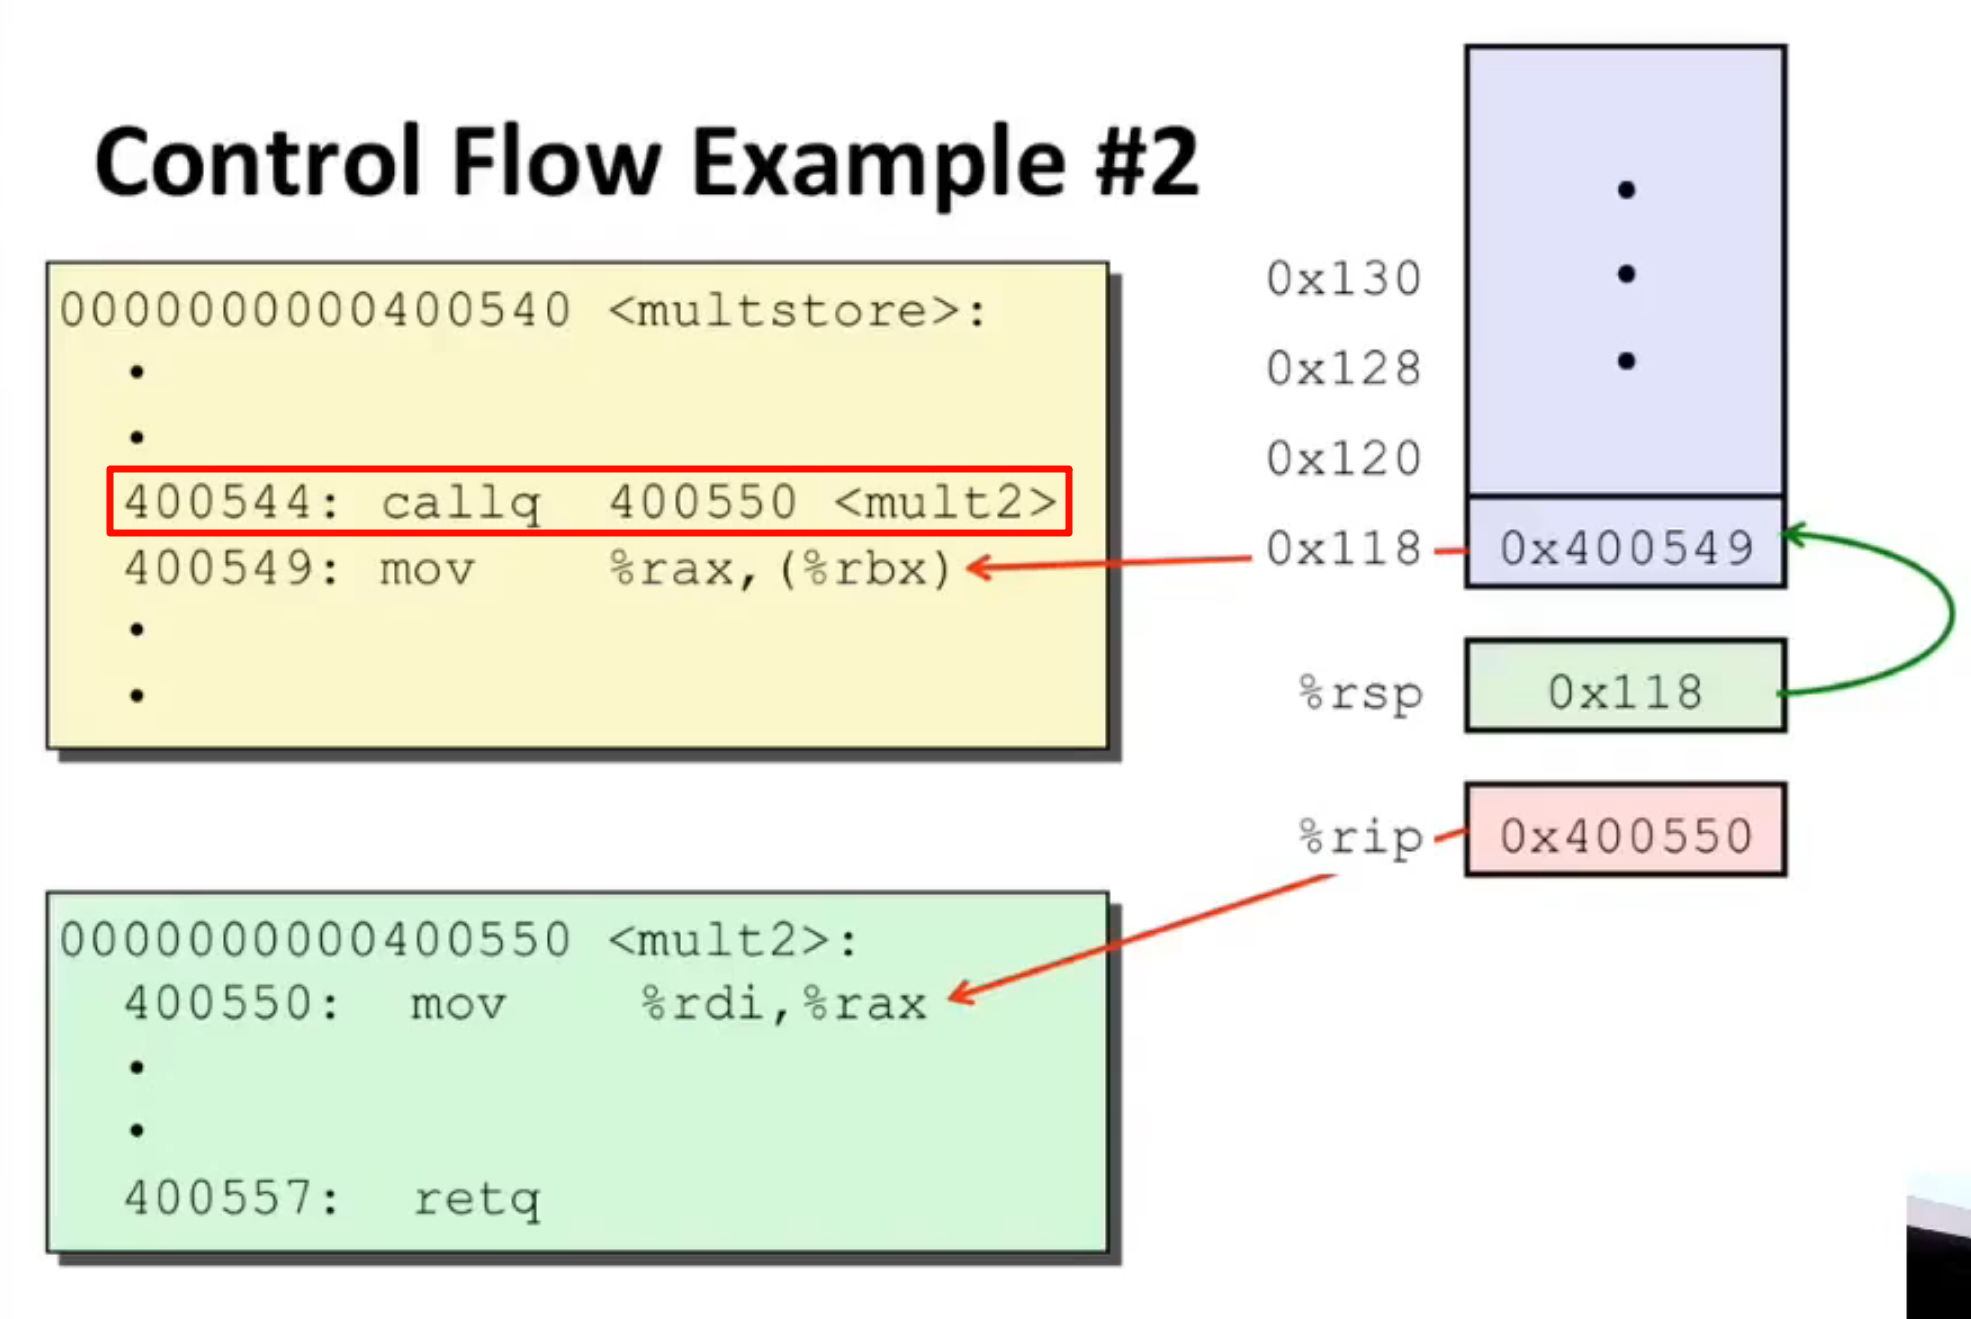 Control Flow Example #2
0000000000400540 <multstore>:
•
•
400544: callq 400550 <mult2>
400549: mov %rax,(%rbx)
•
•
0000000000400550 <mult2>:
400550: mov %rdi,%rax
•
•
400557: retq
•
•
•
0x130
0x128
0x120
0x118 0x400549
%rsp 0x118
%rip 0x400550